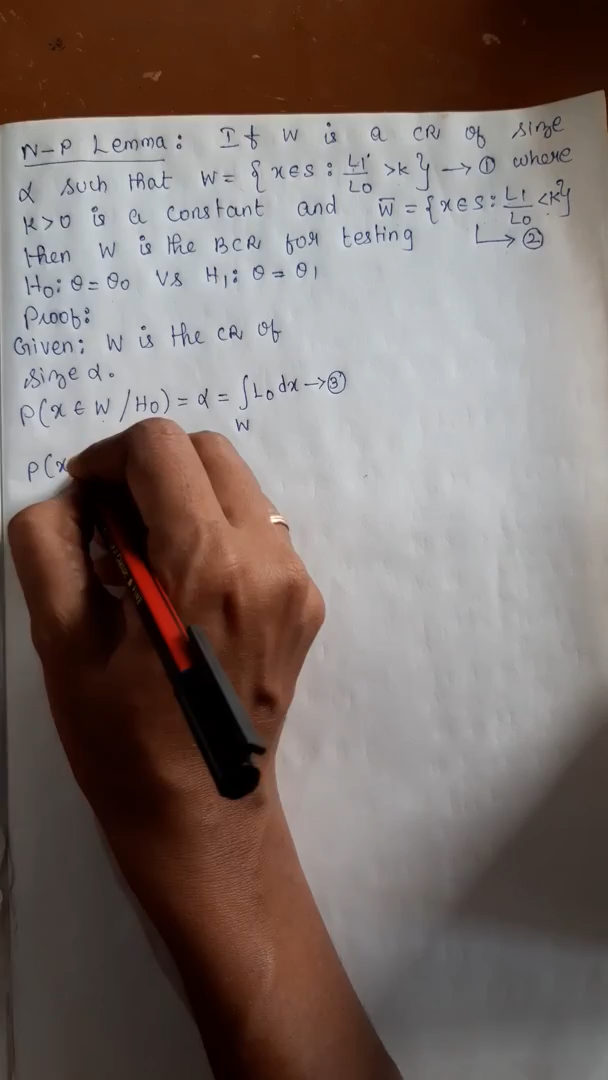 N-P Lemma: If W is a CR of size
α such that W = { x∈S : L1/L0 >k } → ① where
k>0 is a constant and W̄ = {x∈S : L1/L0 <k}
then W is the BCR for testing ↳ ②
H0: θ = θ0 VS H1: θ = θ1
Proof:
Given: W is the CR of
size α.
P(x ∈ W / H0) = α = ∫W L0 dx → ③
P(x